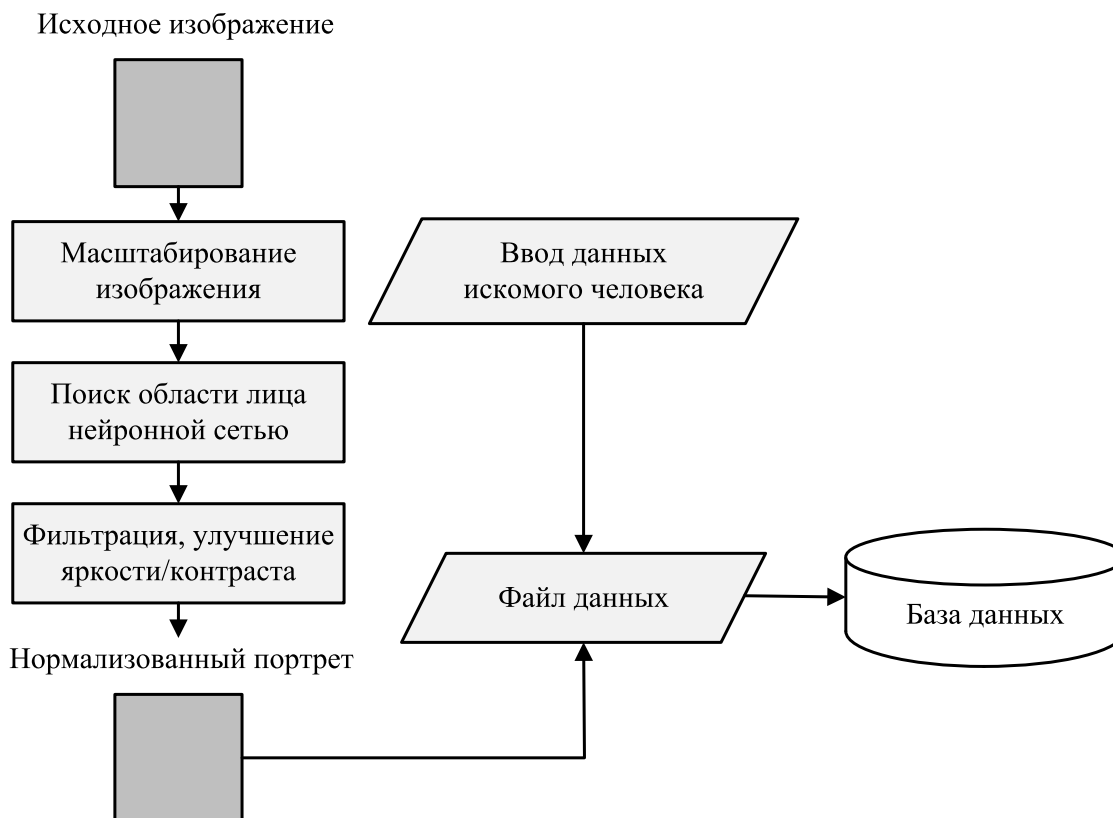 Исходное изображение
Масштабирование
изображения
Ввод данных
искомого человека
Поиск области лица
нейронной сетью
Фильтрация, улучшение
яркости/контраста
Файл данных
База данных
Нормализованный портрет